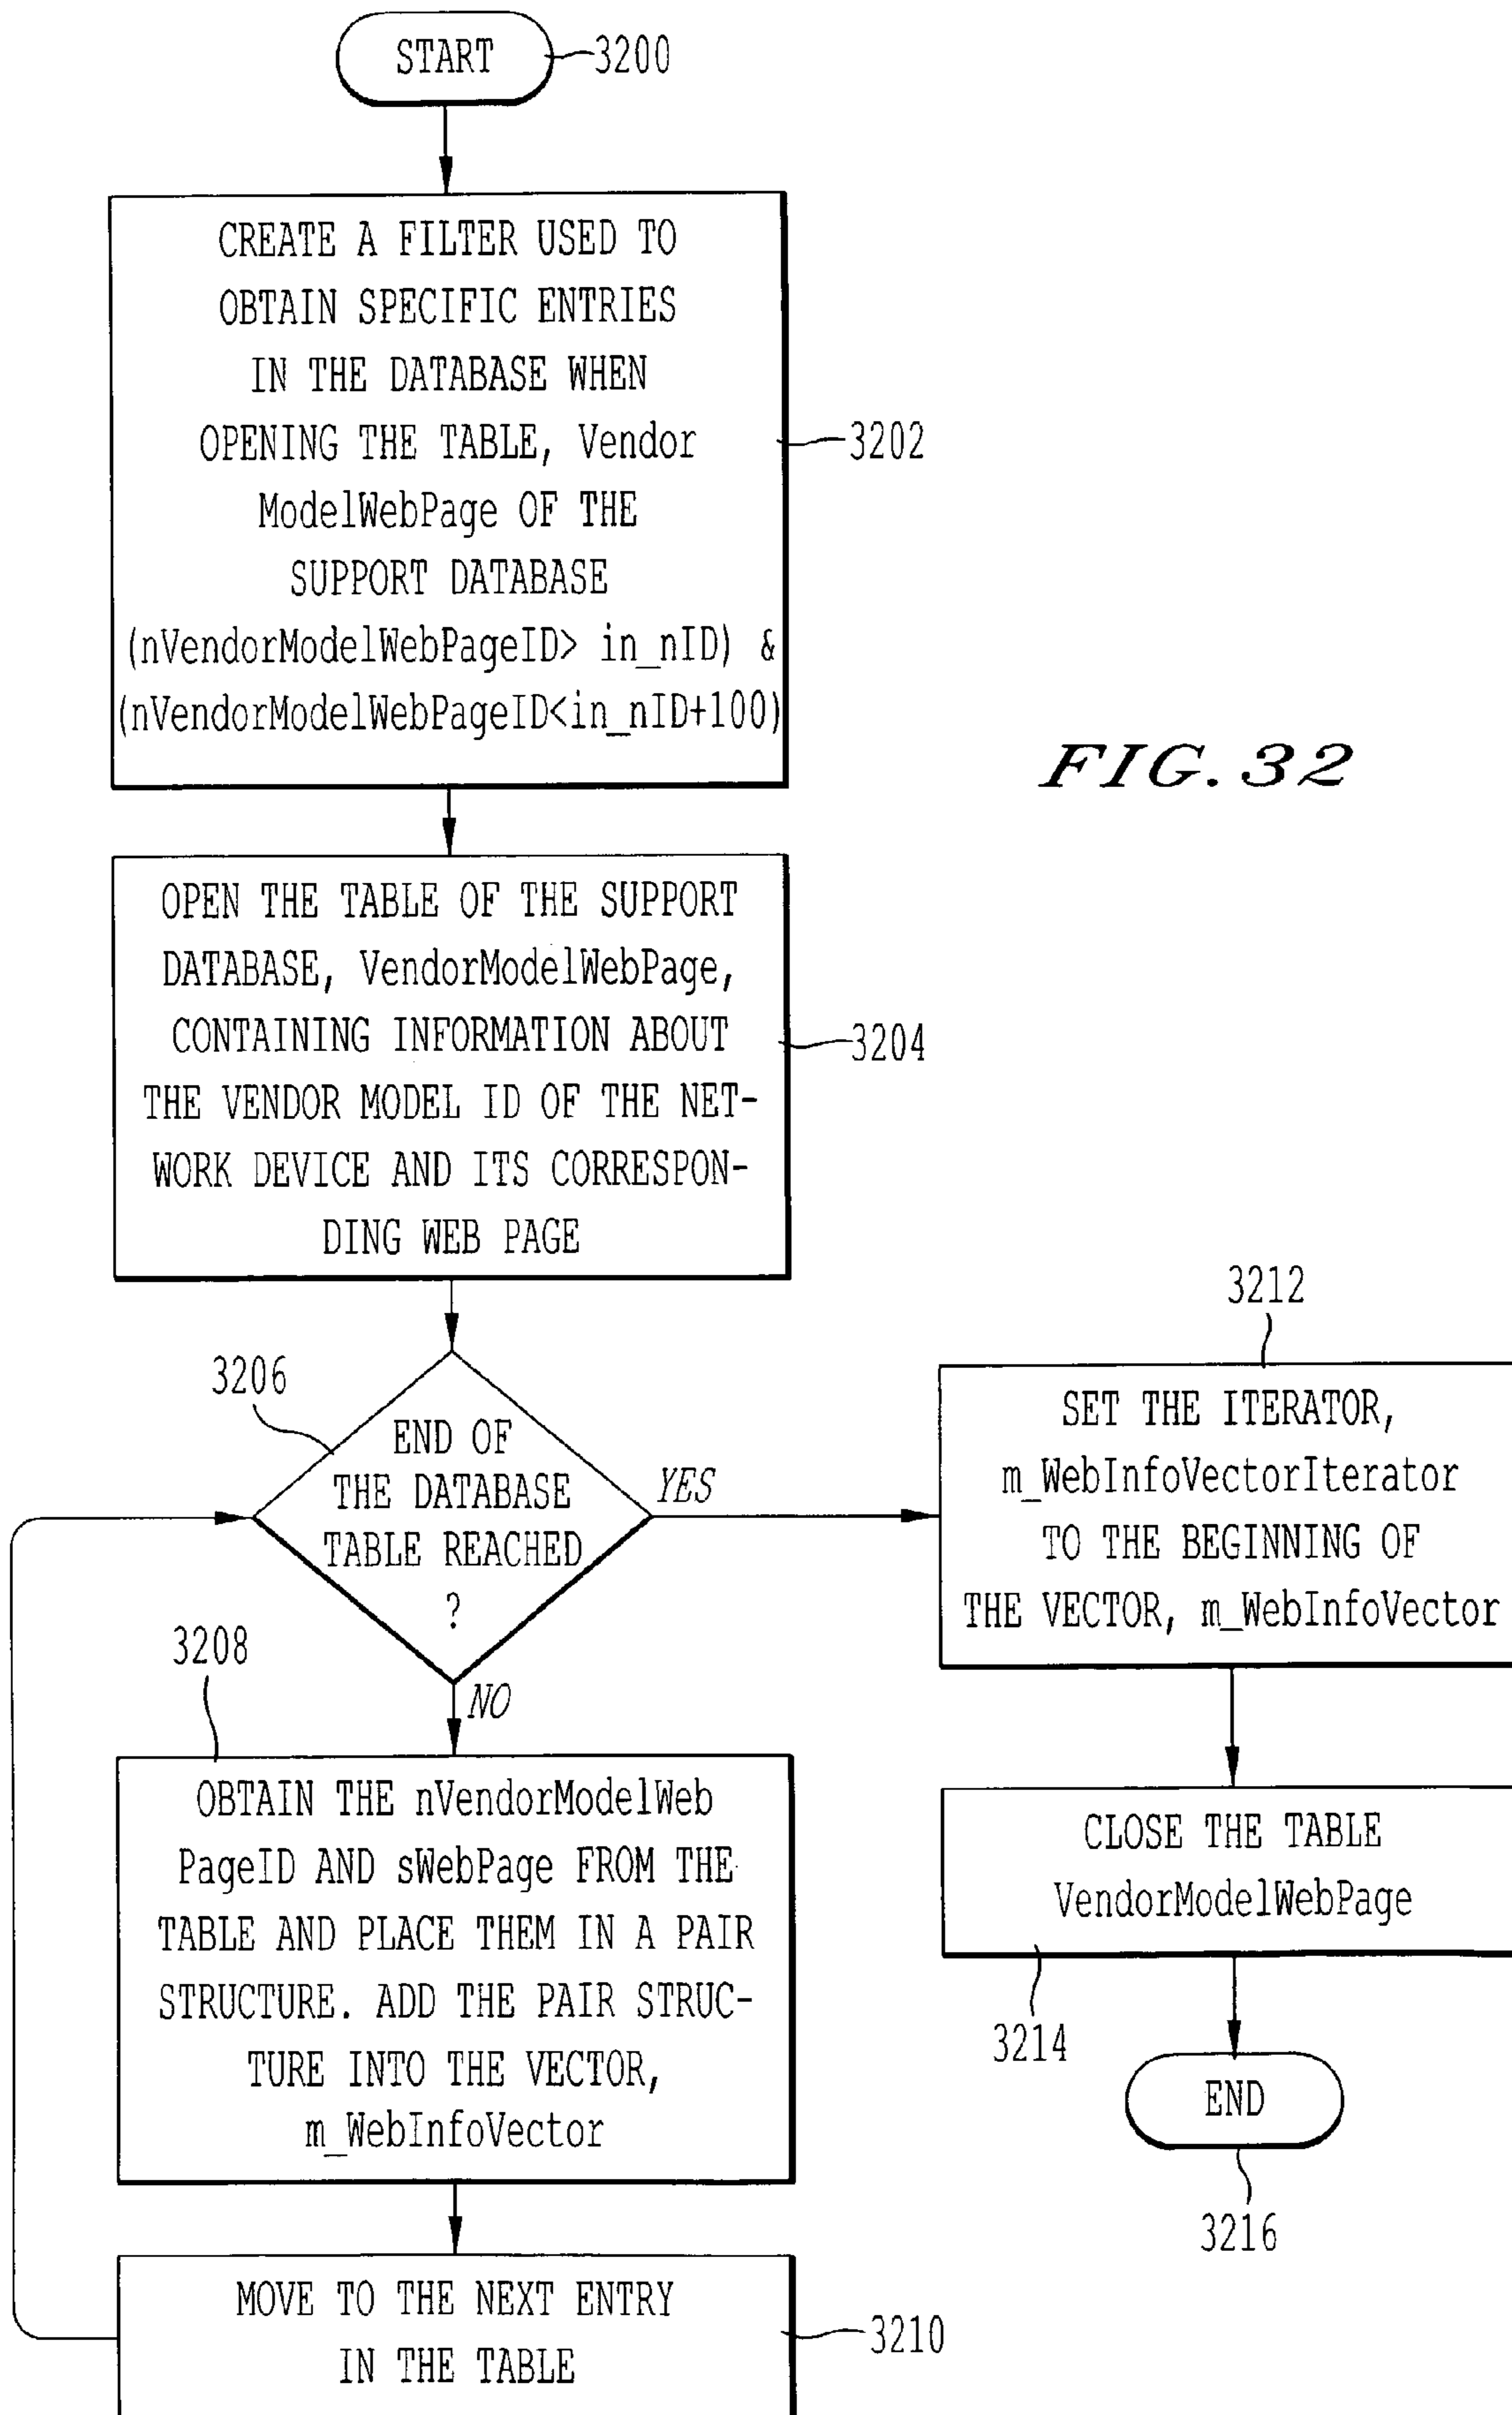 START
3200
CREATE A FILTER USED TO
OBTAIN SPECIFIC ENTRIES
IN THE DATABASE WHEN
OPENING THE TABLE, Vendor
ModelWebPage OF THE
SUPPORT DATABASE
(nVendorModelWebPageID> in_nID) &
(nVendorModelWebPageID<in_nID+100)
3202
FIG. 32
OPEN THE TABLE OF THE SUPPORT
DATABASE, VendorModelWebPage,
CONTAINING INFORMATION ABOUT
THE VENDOR MODEL ID OF THE NET-
WORK DEVICE AND ITS CORRESPON-
DING WEB PAGE
3204
3206
END OF
THE DATABASE
TABLE REACHED
?
YES
NO
3208
OBTAIN THE nVendorModelWeb
PageID AND sWebPage FROM THE
TABLE AND PLACE THEM IN A PAIR
STRUCTURE. ADD THE PAIR STRUC-
TURE INTO THE VECTOR,
m_WebInfoVector
MOVE TO THE NEXT ENTRY
IN THE TABLE
3210
3212
SET THE ITERATOR,
m_WebInfoVectorIterator
TO THE BEGINNING OF
THE VECTOR, m_WebInfoVector
CLOSE THE TABLE
VendorModelWebPage
3214
END
3216